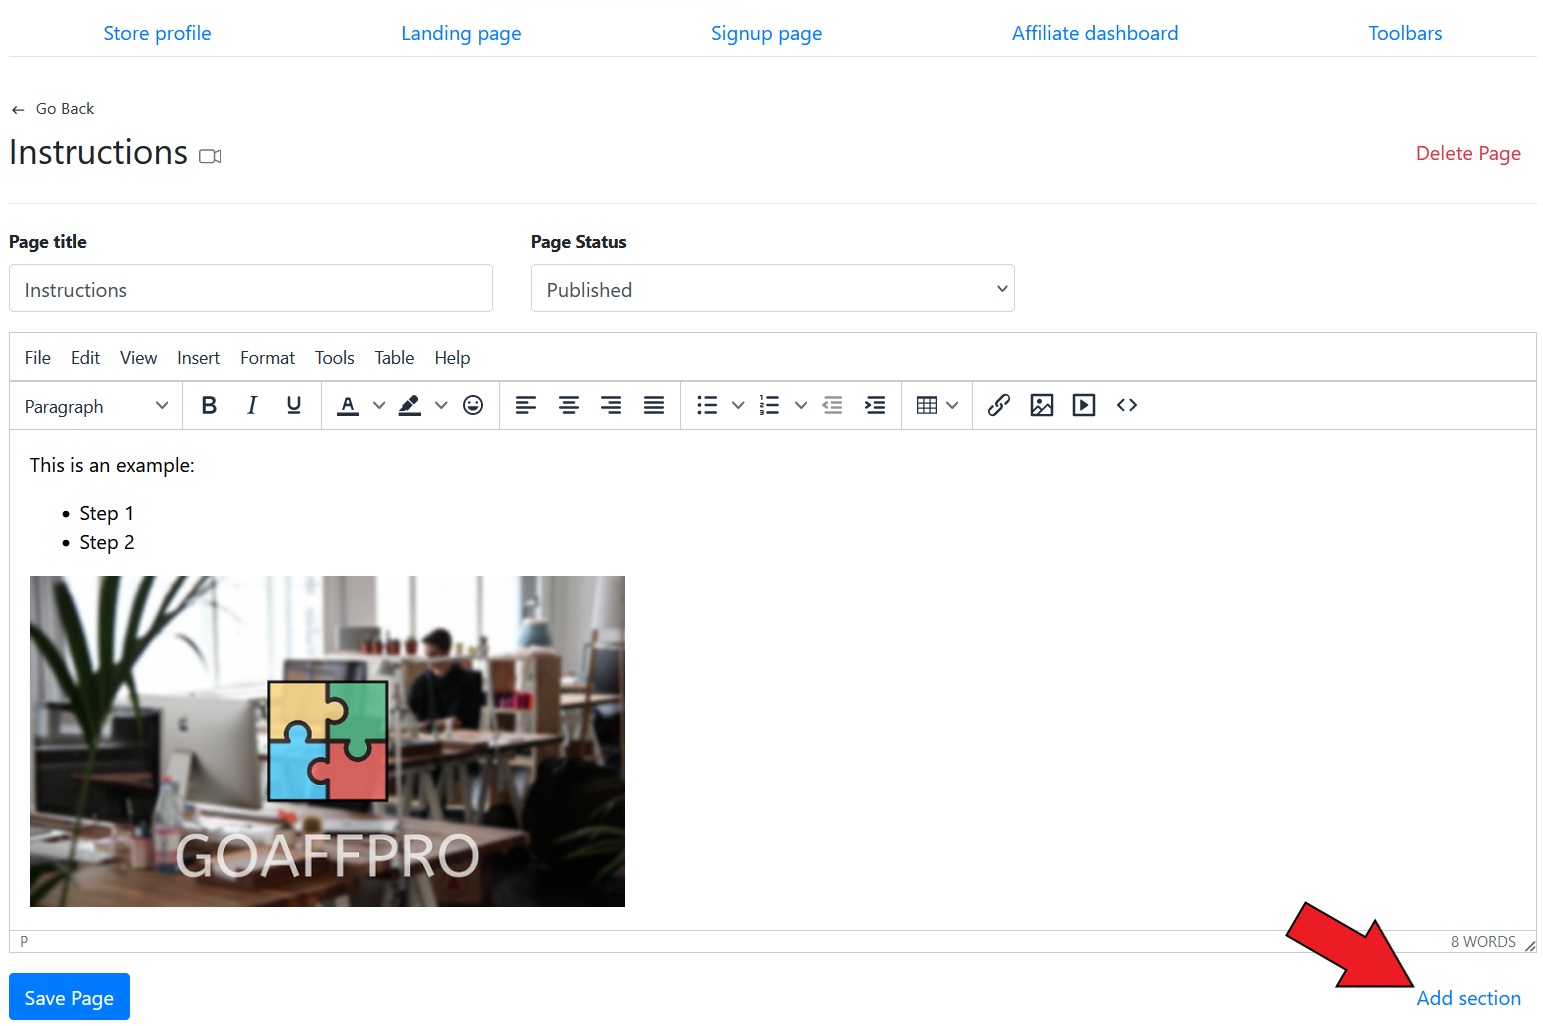 Store profile Landing page Signup page Affiliate dashboard Toolbars
← Go Back
Instructions
Delete Page
Page title Page Status
Instructions Published
File Edit View Insert Format Tools Table Help
Paragraph B I U A
This is an example:
• Step 1
• Step 2
GOAFFPRO
P 8 WORDS
Save Page Add section